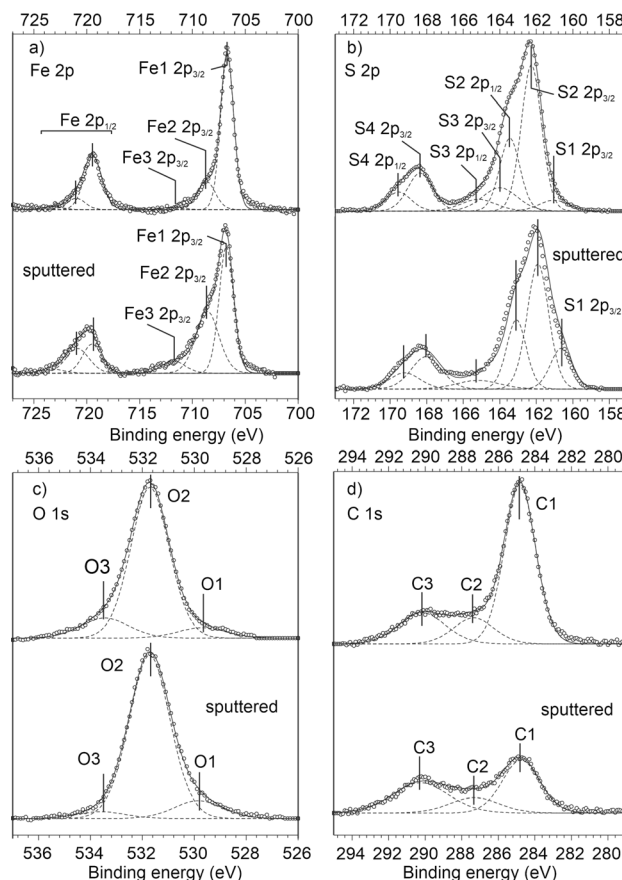 725 720 715 710 705 700
a)
Fe 2p
Fe1 2p3/2
Fe 2p1/2
Fe2 2p3/2
Fe3 2p3/2
sputtered
Fe1 2p3/2
Fe2 2p3/2
Fe3 2p3/2
725 720 715 710 705 700
Binding energy (eV)
172 170 168 166 164 162 160 158
b)
S 2p
S2 2p1/2
S2 2p3/2
S4 2p3/2
S3 2p3/2
S4 2p1/2
S3 2p1/2
S1 2p3/2
sputtered
S1 2p3/2
172 170 168 166 164 162 160 158
Binding energy (eV)
536 534 532 530 528 526
c)
O 1s
O2
O3
O1
O2
sputtered
O3
O1
536 534 532 530 528 526
Binding energy (eV)
294 292 290 288 286 284 282 280
d)
C 1s
C1
C3
C2
sputtered
C1
C3
C2
294 292 290 288 286 284 282 280
Binding energy (eV)